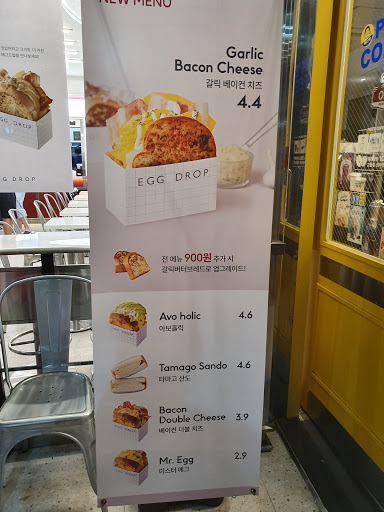 NEW MENU
Garlic
Bacon Cheese
갈릭 베이컨 치즈
4.4
EGG DROP
EGG DROP
전 메뉴 900원 추가 시
갈릭버터브레드로 업그레이드!
Avo holic 4.6
아보홀릭
Tamago Sando 4.6
타마고 산도
Bacon
Double Cheese 3.9
베이컨 더블 치즈
Mr. Egg 2.9
미스터 에그